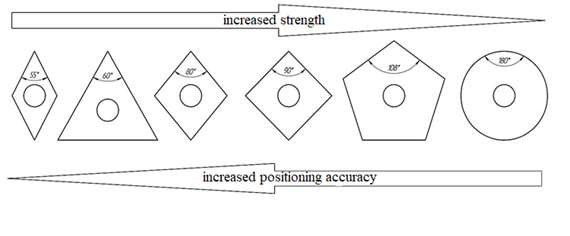 increased strength
55° 60° 80° 90° 108° 180°
increased positioning accuracy